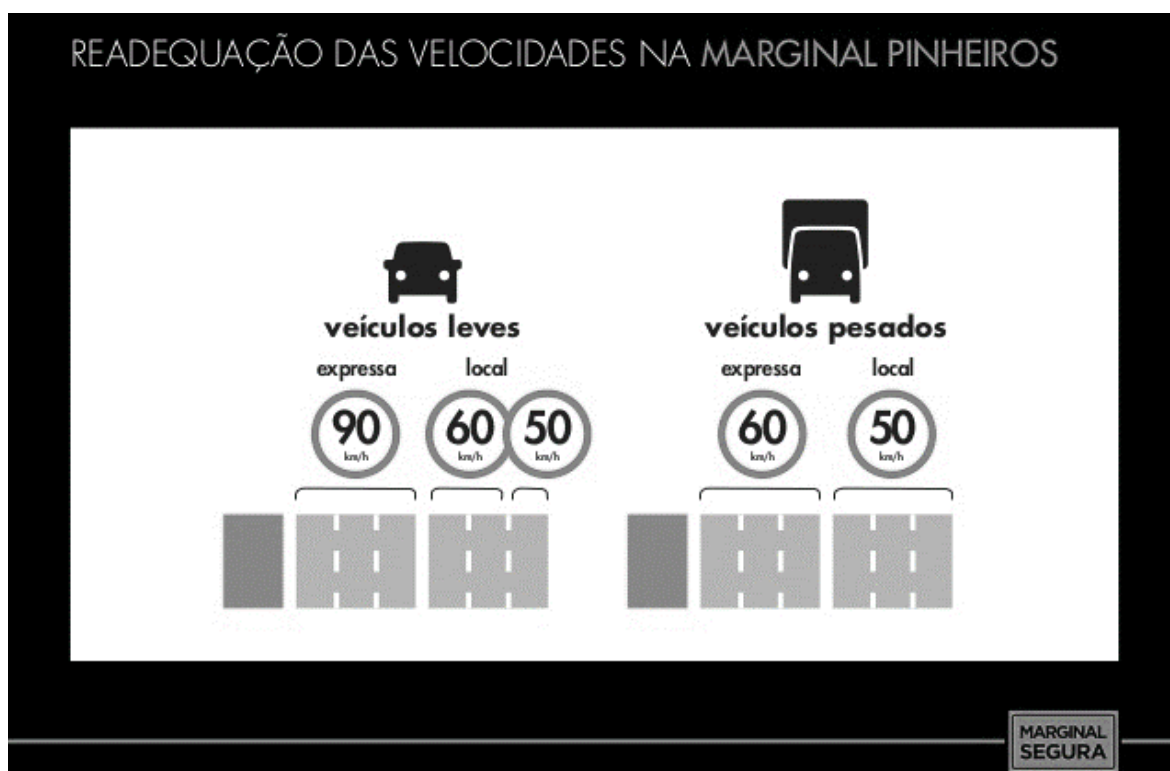 READEQUAÇÃO DAS VELOCIDADES NA MARGINAL PINHEIROS
veículos leves
expressa local
90 km/h
60 km/h
50 km/h
veículos pesados
expressa local
60 km/h
50 km/h
MARGINAL
SEGURA